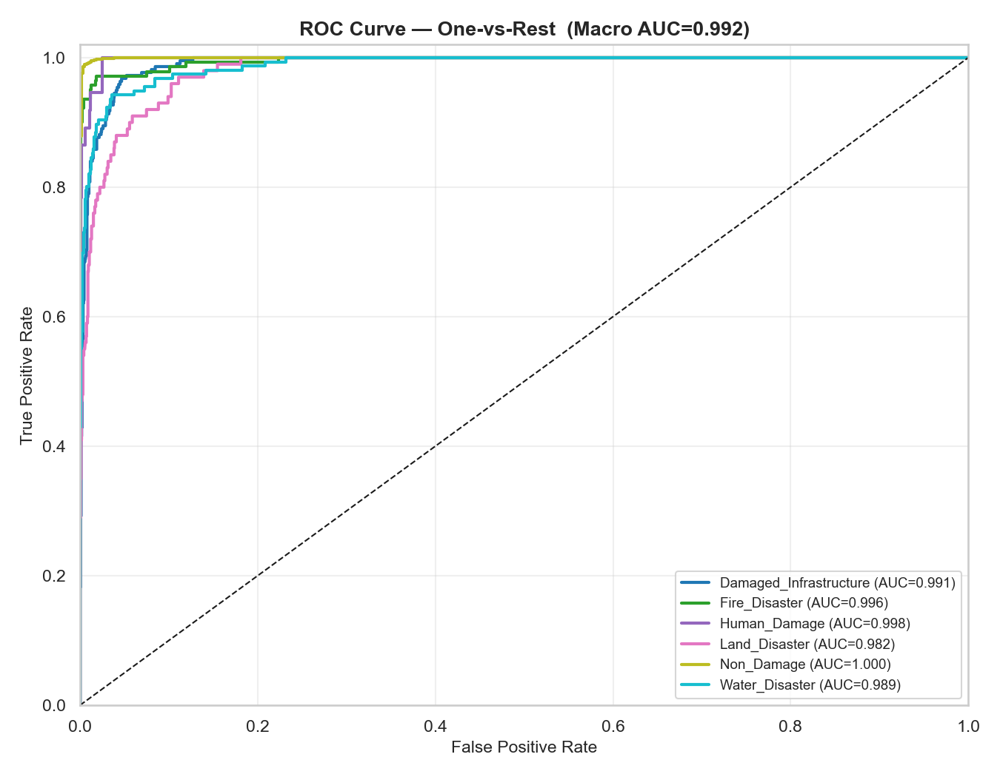 ROC Curve — One-vs-Rest  (Macro AUC=0.992)
True Positive Rate
1.0
0.8
0.6
0.4
0.2
0.0
0.0 0.2 0.4 0.6 0.8 1.0
False Positive Rate
Damaged_Infrastructure (AUC=0.991)
Fire_Disaster (AUC=0.996)
Human_Damage (AUC=0.998)
Land_Disaster (AUC=0.982)
Non_Damage (AUC=1.000)
Water_Disaster (AUC=0.989)